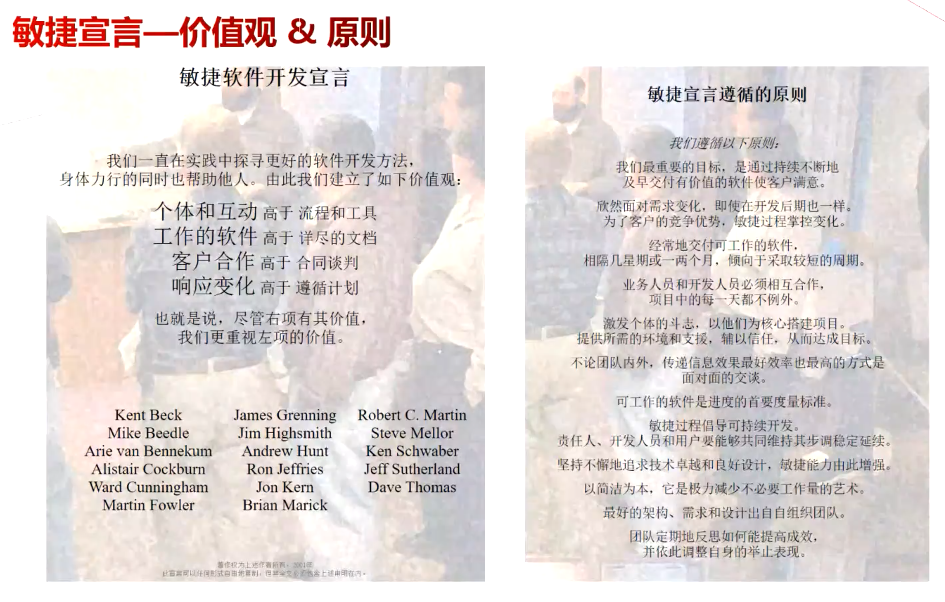 敏捷宣言—价值观 & 原则
敏捷软件开发宣言
我们一直在实践中探寻更好的软件开发方法，
身体力行的同时也帮助他人。由此我们建立了如下价值观：
个体和互动 高于 流程和工具
工作的软件 高于 详尽的文档
客户合作 高于 合同谈判
响应变化 高于 遵循计划
也就是说，尽管右项有其价值，
我们更重视左项的价值。
Kent Beck James Grenning Robert C. Martin
Mike Beedle Jim Highsmith Steve Mellor
Arie van Bennekum Andrew Hunt Ken Schwaber
Alistair Cockburn Ron Jeffries Jeff Sutherland
Ward Cunningham Jon Kern Dave Thomas
Martin Fowler Brian Marick
敏捷宣言遵循的原则
我们遵循以下原则：
我们最重要的目标，是通过持续不断地
及早交付有价值的软件使客户满意。
欣然面对需求变化，即使在开发后期也一样。
为了客户的竞争优势，敏捷过程掌控变化。
经常地交付可工作的软件，
相隔几星期或一两个月，倾向于采取较短的周期。
业务人员和开发人员必须相互合作，
项目中的每一天都不例外。
激发个体的斗志，以他们为核心搭建项目。
提供所需的环境和支援，辅以信任，从而达成目标。
不论团队内外，传递信息效果最好效率也最高的方式是
面对面的交谈。
可工作的软件是进度的首要度量标准。
敏捷过程倡导可持续开发。
责任人、开发人员和用户要能够共同维持其步调稳定延续。
坚持不懈地追求技术卓越和良好设计，敏捷能力由此增强。
以简洁为本，它是极力减少不必要工作量的艺术。
最好的架构、需求和设计出自自组织团队。
团队定期地反思如何能提高成效，
并依此调整自身的举止表现。